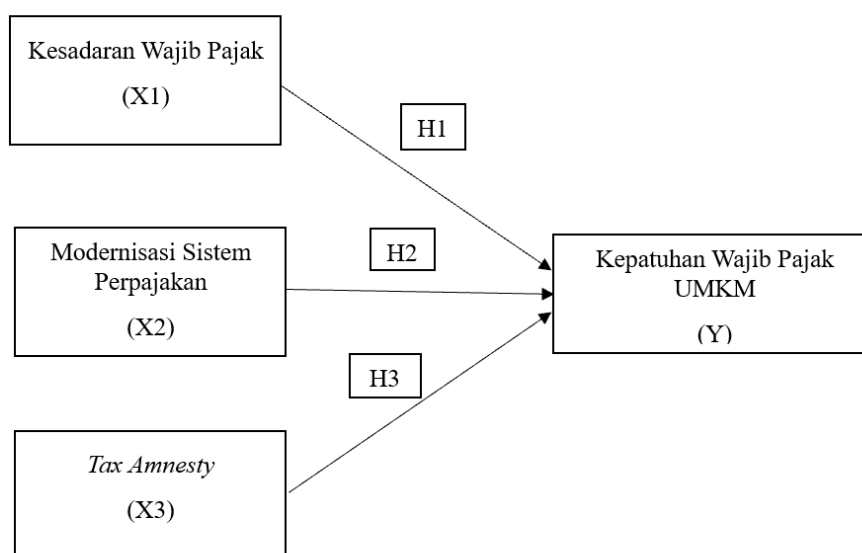 Kesadaran Wajib Pajak
(X1)
H1
Modernisasi Sistem
Perpajakan
(X2)
H2
Kepatuhan Wajib Pajak
UMKM
(Y)
H3
Tax Amnesty
(X3)